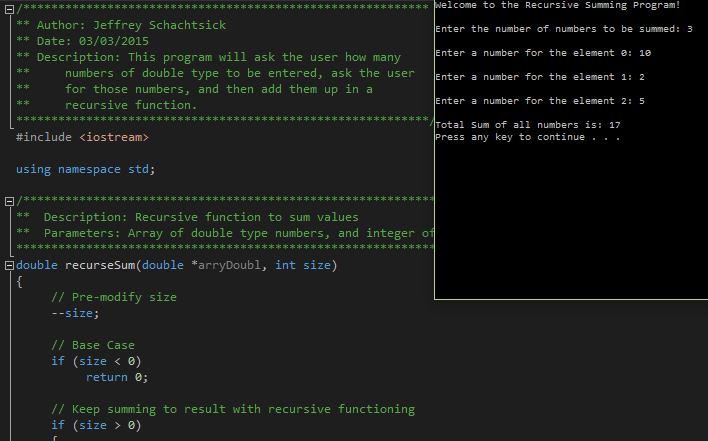 /**********************************************************
** Author: Jeffrey Schachtsick
** Date: 03/03/2015
** Description: This program will ask the user how many
**     numbers of double type to be entered, ask the user
**     for those numbers, and then add them up in a
**     recursive function.
**********************************************************/
#include <iostream>
using namespace std;
/**********************************************************
**  Description: Recursive function to sum values
**  Parameters: Array of double type numbers, and integer of
***********************************************************
double recurseSum(double *arryDoubl, int size)
{
// Pre-modify size
--size;
// Base Case
if (size < 0)
return 0;
// Keep summing to result with recursive functioning
if (size > 0)
{
Welcome to the Recursive Summing Program!
Enter the number of numbers to be summed: 3
Enter a number for the element 0: 10
Enter a number for the element 1: 2
Enter a number for the element 2: 5
Total Sum of all numbers is: 17
Press any key to continue . . .